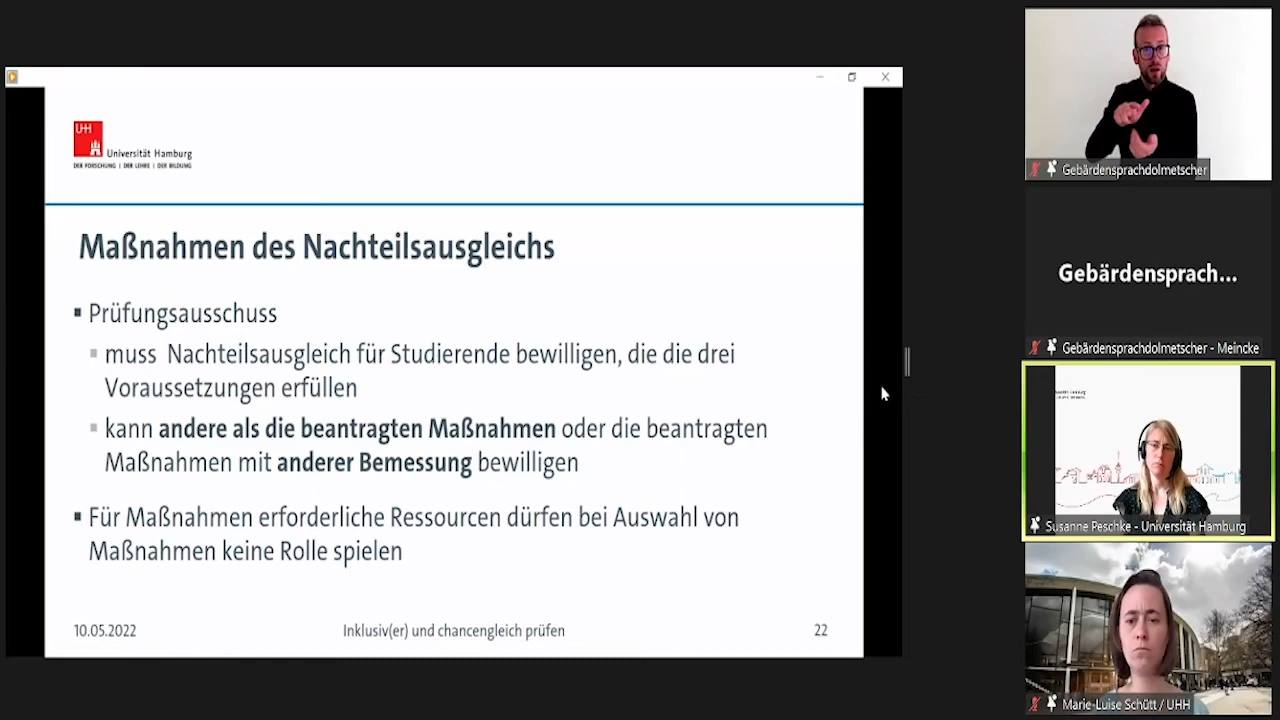 UHH
Universität Hamburg
DER FORSCHUNG | DER LEHRE | DER BILDUNG
Maßnahmen des Nachteilsausgleichs
Prüfungsausschuss
muss Nachteilsausgleich für Studierende bewilligen, die die drei
Voraussetzungen erfüllen
kann andere als die beantragten Maßnahmen oder die beantragten
Maßnahmen mit anderer Bemessung bewilligen
Für Maßnahmen erforderliche Ressourcen dürfen bei Auswahl von
Maßnahmen keine Rolle spielen
10.05.2022
Inklusiv(er) und chancengleich prüfen
22
Gebärdensprachdolmetscher
Gebärdensprach...
Gebärdensprachdolmetscher - Meincke
Susanne Peschke - Universität Hamburg
Marie-Luise Schütt / UHH